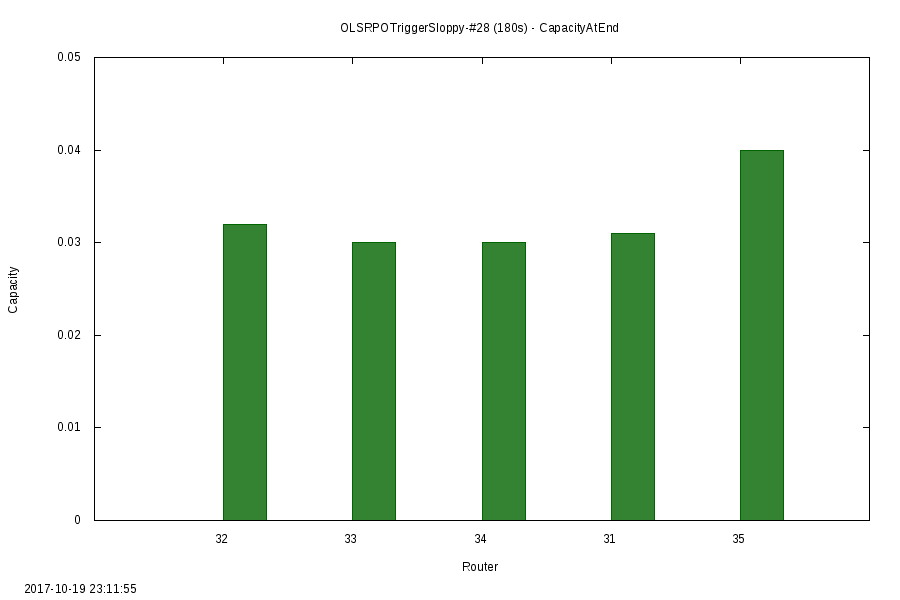 OLSRPOTriggerSloppy-#28 (180s) - CapacityAtEnd
0.05
0.04
0.03
0.02
0.01
0
Capacity
32 33 34 31 35
Router
2017-10-19 23:11:55